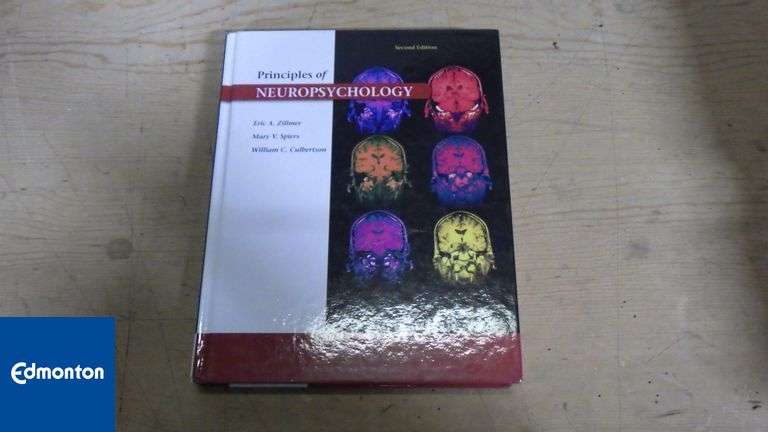 Second Edition
Principles of
NEUROPSYCHOLOGY
Eric A. Zillmer
Mary V. Spiers
William C. Culbertson
Edmonton